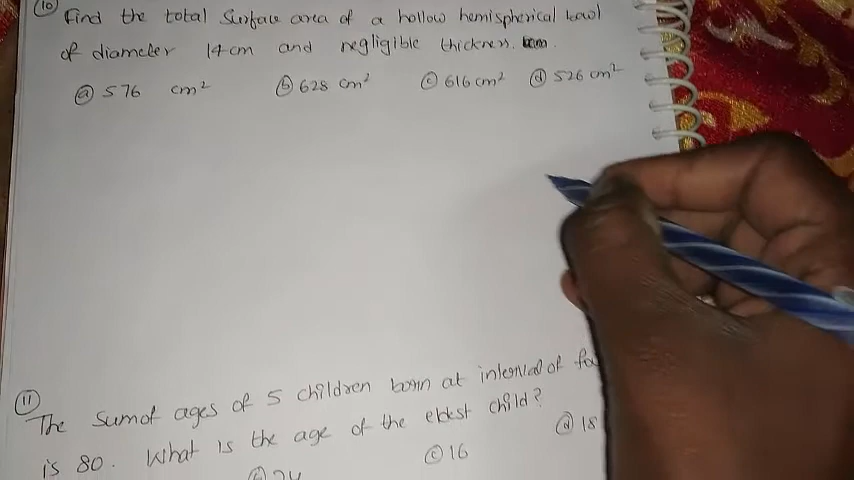 10 Find the total Surface area of a hollow hemispherical bowl
of diameter 14cm and negligible thickness.
a 576 cm² b 628 cm² c 616 cm² d 526 cm²
11
The sum of ages of 5 children born at interval of
is 80. What is the age of the eldest child?
c 16 d 18
24